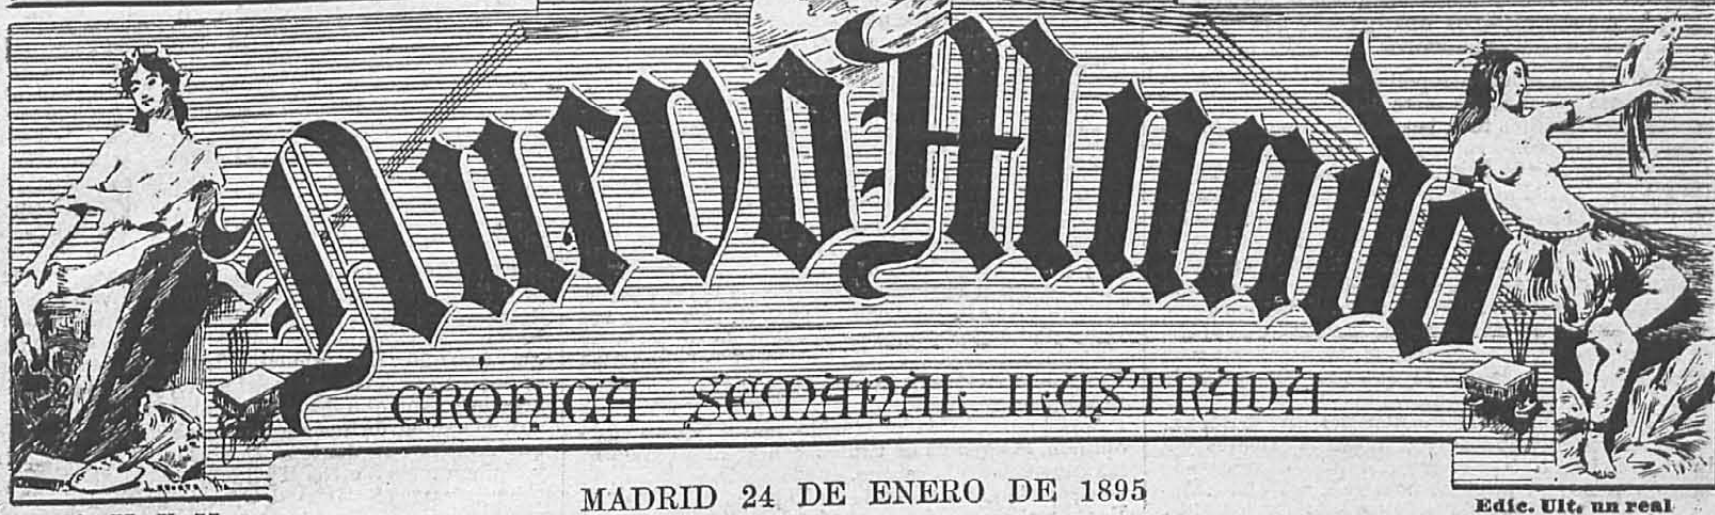 Nuevo Mundo
CRÓNICA SEMANAL ILUSTRADA
MADRID 24 DE ENERO DE 1895
Edic. Ult. un real